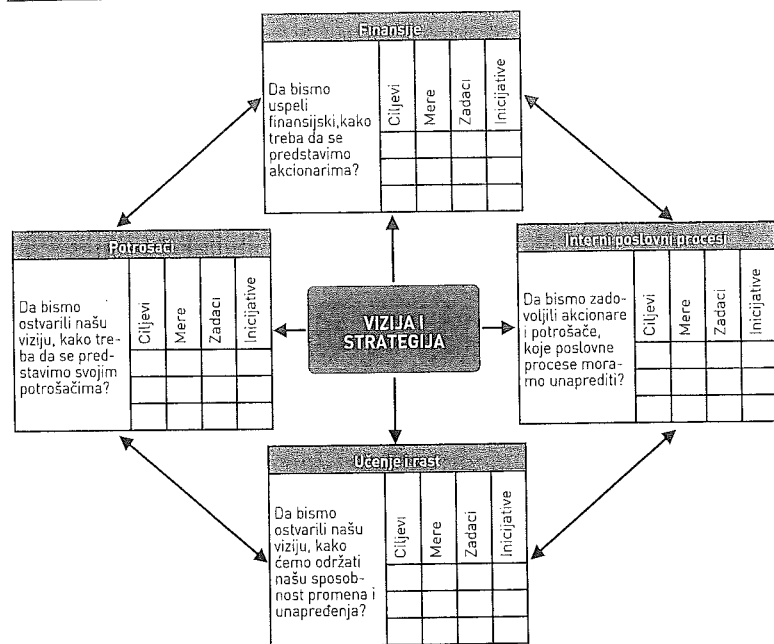 Finansije
Da bismo
uspeli
finansijski,kako
treba da se
predstavimo
akcionarima?
Ciljevi
Mere
Zadaci
Inicijative
Potrošači
Da bismo
ostvarili našu
viziju, kako tre-
ba da se pred-
stavimo svojim
potrošačima?
Ciljevi
Mere
Zadaci
Inicijative
VIZIJA I
STRATEGIJA
Interni poslovni procesi
Da bismo zado-
voljili akcionare
i potrošače,
koje poslovne
procese mora-
mo unaprediti?
Ciljevi
Mere
Zadaci
Inicijative
Učenje i rast
Da bismo
ostvarili našu
viziju, kako
ćemo održati
našu sposob-
nost promena i
unapređenja?
Ciljevi
Mere
Zadaci
Inicijative